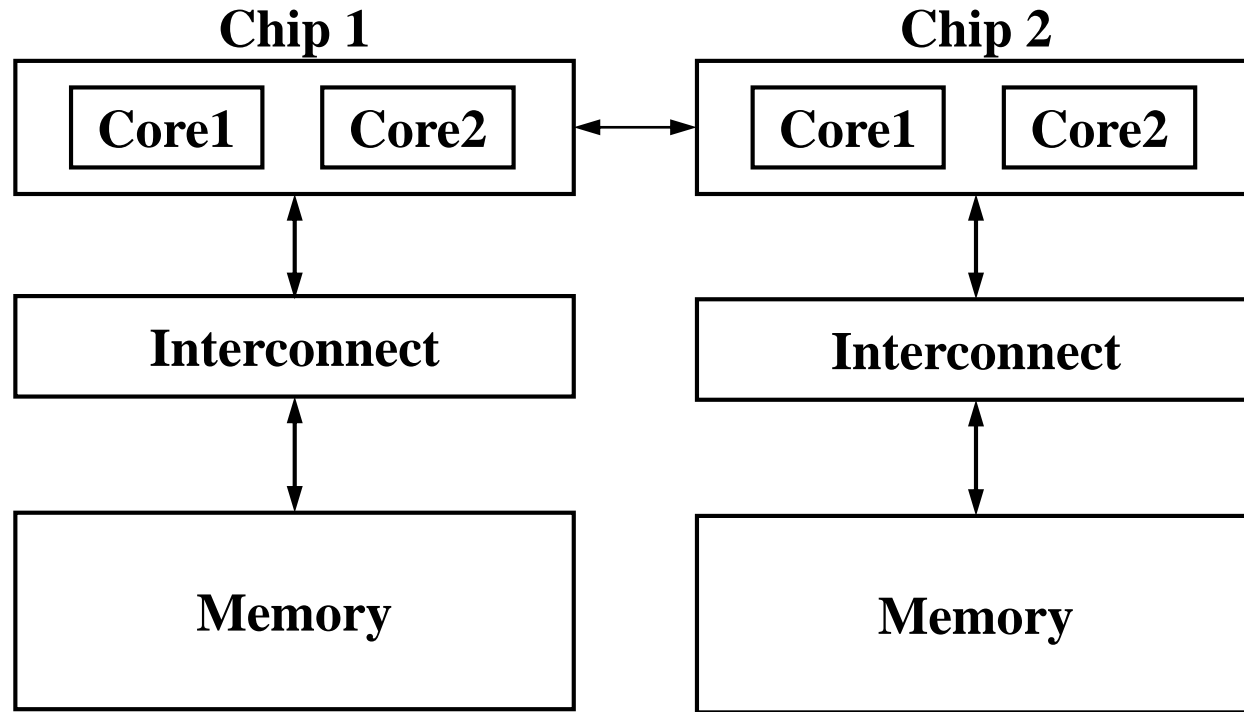 Chip 1
Chip 2
Core1
Core2
Core1
Core2
Interconnect
Interconnect
Memory
Memory